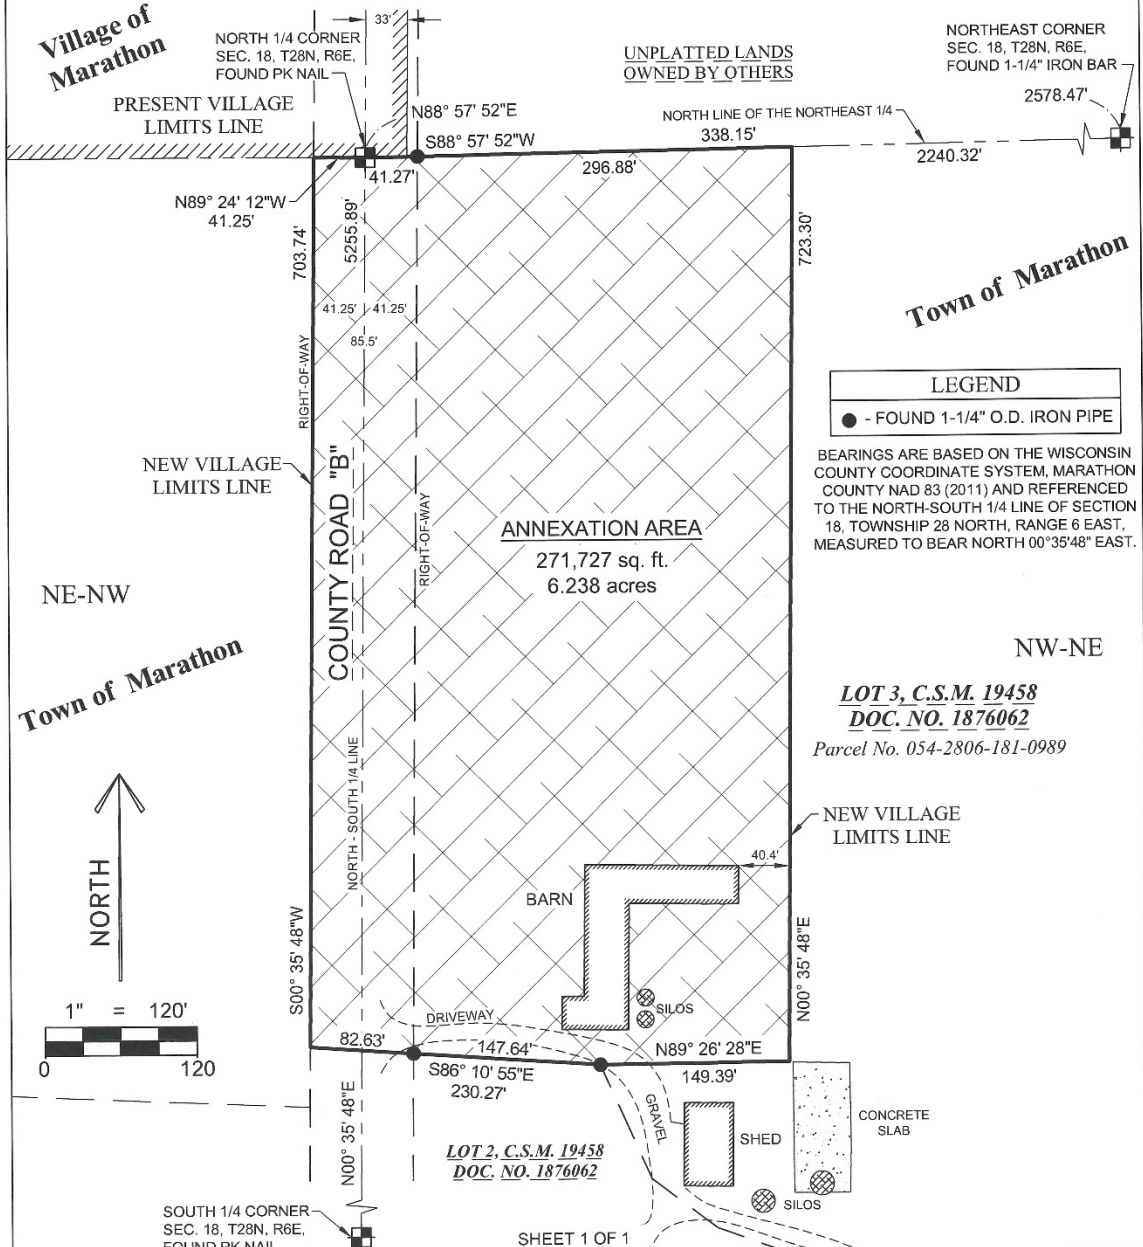 Village of
Marathon
33'
NORTH 1/4 CORNER
SEC. 18, T28N, R6E,
FOUND PK NAIL
UNPLATTED LANDS
OWNED BY OTHERS
NORTHEAST CORNER
SEC. 18, T28N, R6E,
FOUND 1-1/4" IRON BAR
PRESENT VILLAGE
LIMITS LINE
N88° 57' 52"E
S88° 57' 52"W
NORTH LINE OF THE NORTHEAST 1/4
338.15'
2578.47'
2240.32'
296.88'
41.27'
N89° 24' 12"W
41.25'
703.74'
5255.89'
723.30'
Town of Marathon
41.25'
41.25'
85.5'
RIGHT-OF-WAY
LEGEND
- FOUND 1-1/4" O.D. IRON PIPE
BEARINGS ARE BASED ON THE WISCONSIN
COUNTY COORDINATE SYSTEM, MARATHON
COUNTY NAD 83 (2011) AND REFERENCED
TO THE NORTH-SOUTH 1/4 LINE OF SECTION
18, TOWNSHIP 28 NORTH, RANGE 6 EAST,
MEASURED TO BEAR NORTH 00°35'48" EAST.
NEW VILLAGE
LIMITS LINE
COUNTY ROAD "B"
RIGHT-OF-WAY
ANNEXATION AREA
271,727 sq. ft.
6.238 acres
NE-NW
Town of Marathon
NW-NE
LOT 3, C.S.M. 19458
DOC. NO. 1876062
Parcel No. 054-2806-181-0989
NORTH - SOUTH 1/4 LINE
NEW VILLAGE
LIMITS LINE
40.4'
BARN
NORTH
S00° 35' 48"W
N00° 35' 48"E
SILOS
DRIVEWAY
1" = 120'
0
120
82.63'
147.64'
S86° 10' 55"E
230.27'
N89° 26' 28"E
149.39'
N00° 35' 48"E
GRAVEL
SHED
CONCRETE
SLAB
LOT 2, C.S.M. 19458
DOC. NO. 1876062
SILOS
SOUTH 1/4 CORNER
SEC. 18, T28N, R6E,
FOUND PK NAIL
SHEET 1 OF 1